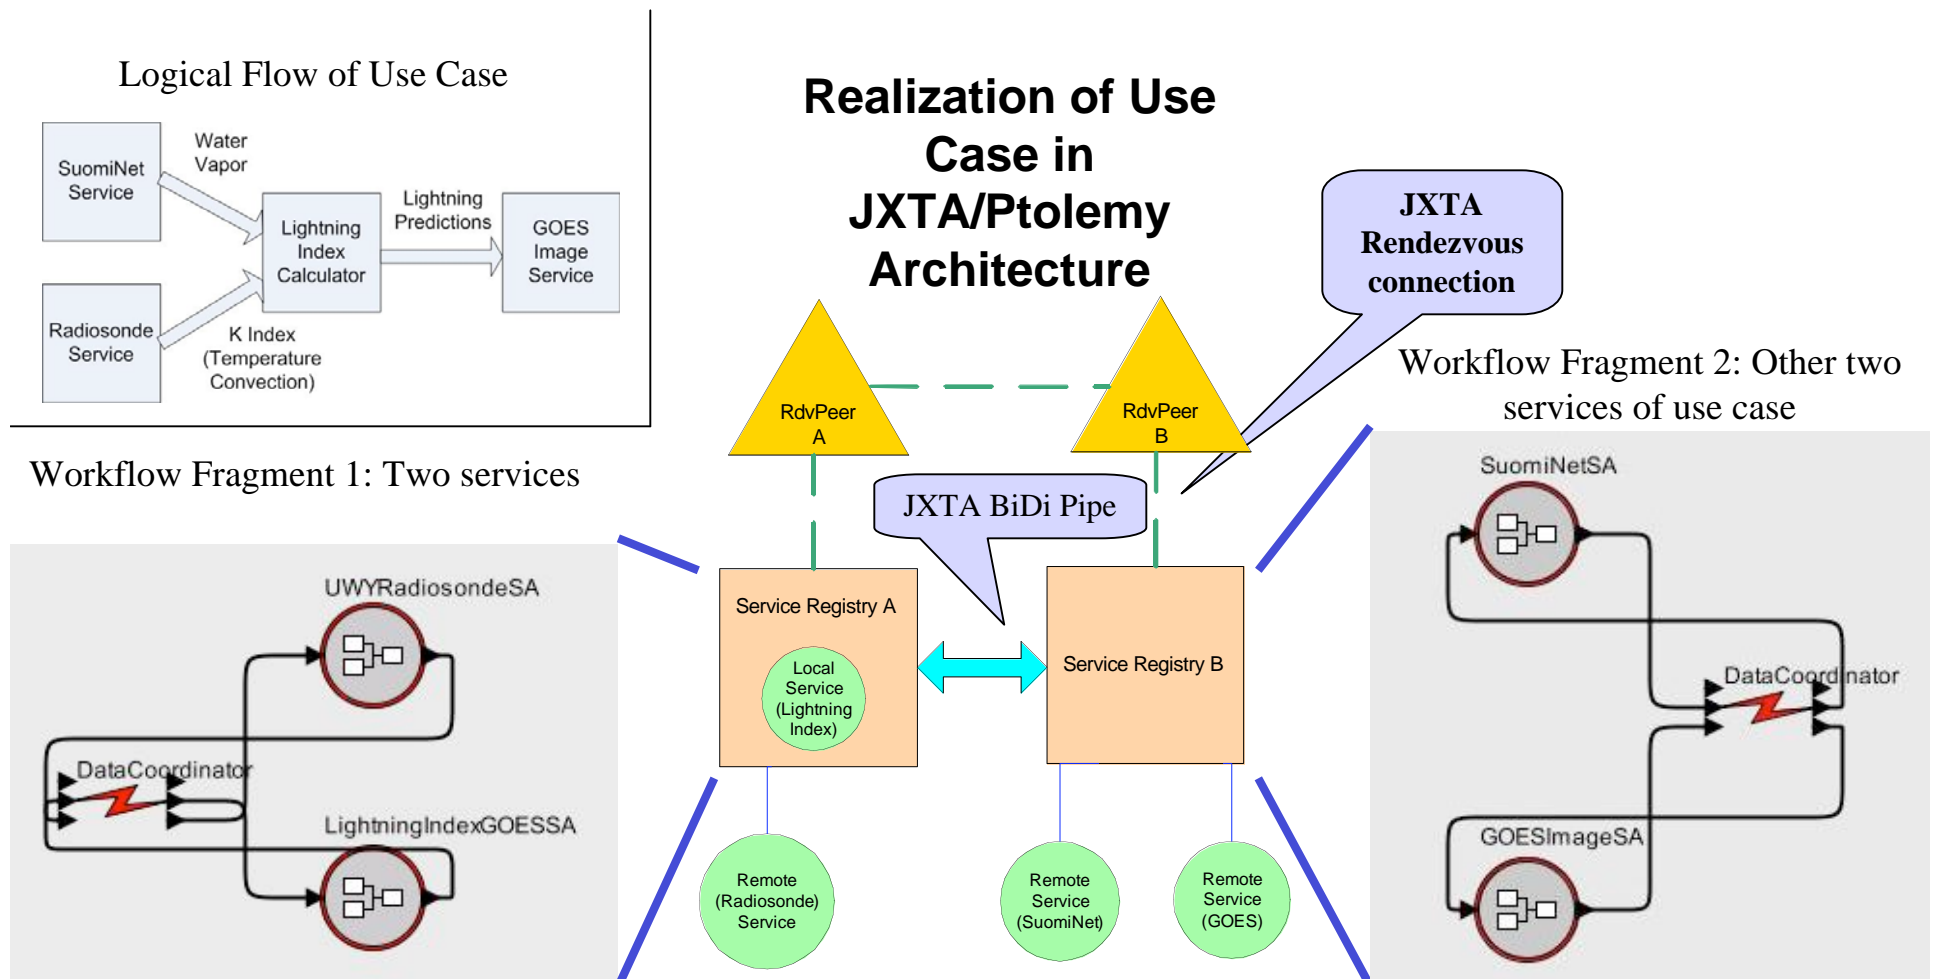 Logical Flow of Use Case
SuomiNet
Service
Water
Vapor
Radiosonde
Service
K Index
(Temperature
Convection)
Lightning
Index
Calculator
Lightning
Predictions
GOES
Image
Service
Realization of Use
Case in
JXTA/Ptolemy
Architecture
JXTA
Rendezvous
connection
RdvPeer
A
RdvPeer
B
Workflow Fragment 1: Two services
UWYRadiosondeSA
DataCoordinator
LightningIndexGOESSA
JXTA BiDi Pipe
Service Registry A
Local
Service
(Lightning
Index)
Service Registry B
Remote
(Radiosonde)
Service
Remote
Service
(SuomiNet)
Remote
Service
(GOES)
Workflow Fragment 2: Other two
services of use case
SuomiNetSA
DataCoordinator
GOESImageSA